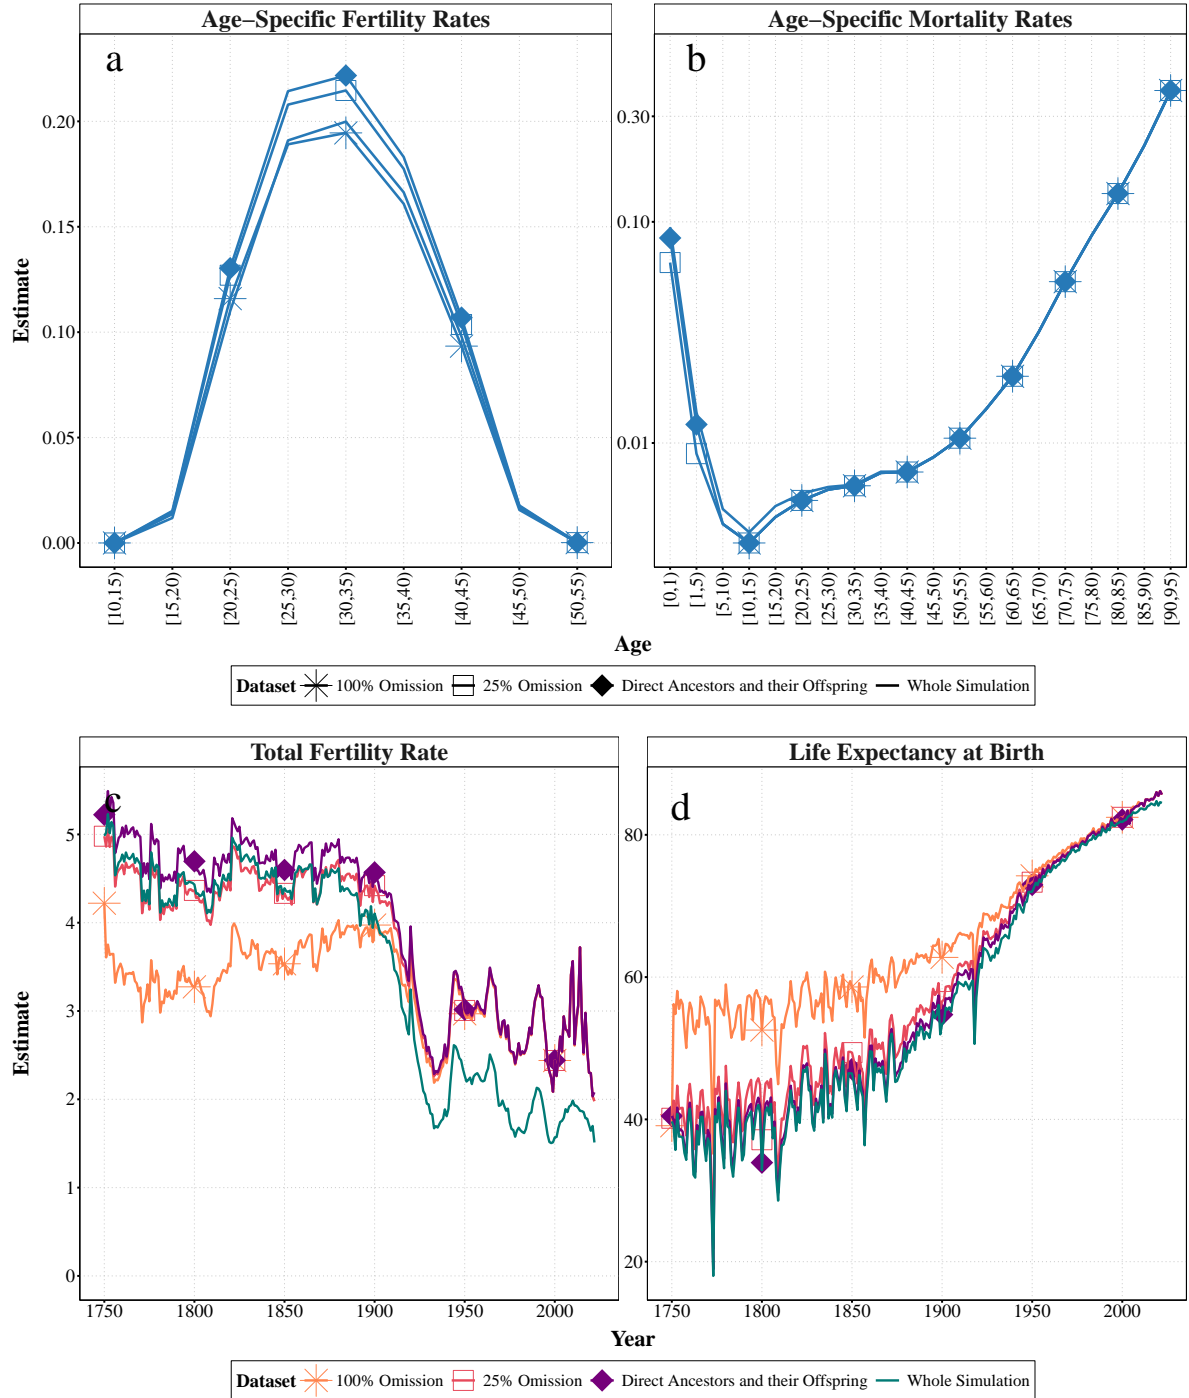 Age−Specific Fertility Rates
Age−Specific Mortality Rates
a
b
Estimate
0.20
0.15
0.10
0.05
0.00
0.30
0.10
0.01
[10,15)
[15,20)
[20,25)
[25,30)
[30,35)
[35,40)
[40,45)
[45,50)
[50,55)
[0,1)
[1,5)
[5,10)
[10,15)
[15,20)
[20,25)
[25,30)
[30,35)
[35,40)
[40,45)
[45,50)
[50,55)
[55,60)
[60,65)
[65,70)
[70,75)
[75,80)
[80,85)
[85,90)
[90,95)
Age
Dataset 100% Omission 25% Omission Direct Ancestors and their Offspring Whole Simulation
Total Fertility Rate
Life Expectancy at Birth
c
d
Estimate
5
4
3
2
1
0
80
60
40
20
1750 1800 1850 1900 1950 2000
1750 1800 1850 1900 1950 2000
Year
Dataset 100% Omission 25% Omission Direct Ancestors and their Offspring Whole Simulation